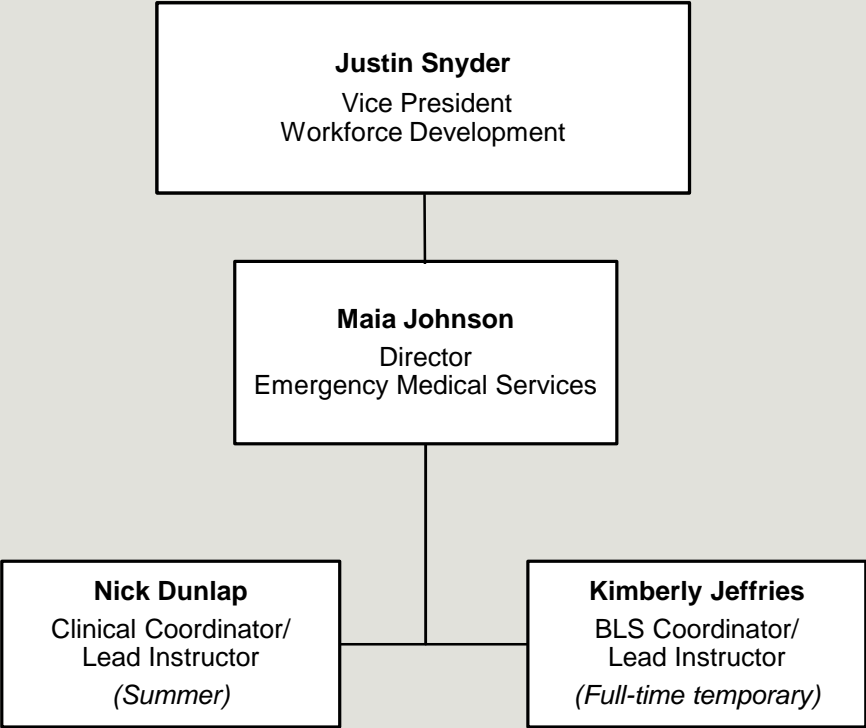 Justin Snyder
Vice President
Workforce Development
Maia Johnson
Director
Emergency Medical Services
Nick Dunlap
Clinical Coordinator/
Lead Instructor
(Summer)
Kimberly Jeffries
BLS Coordinator/
Lead Instructor
(Full-time temporary)